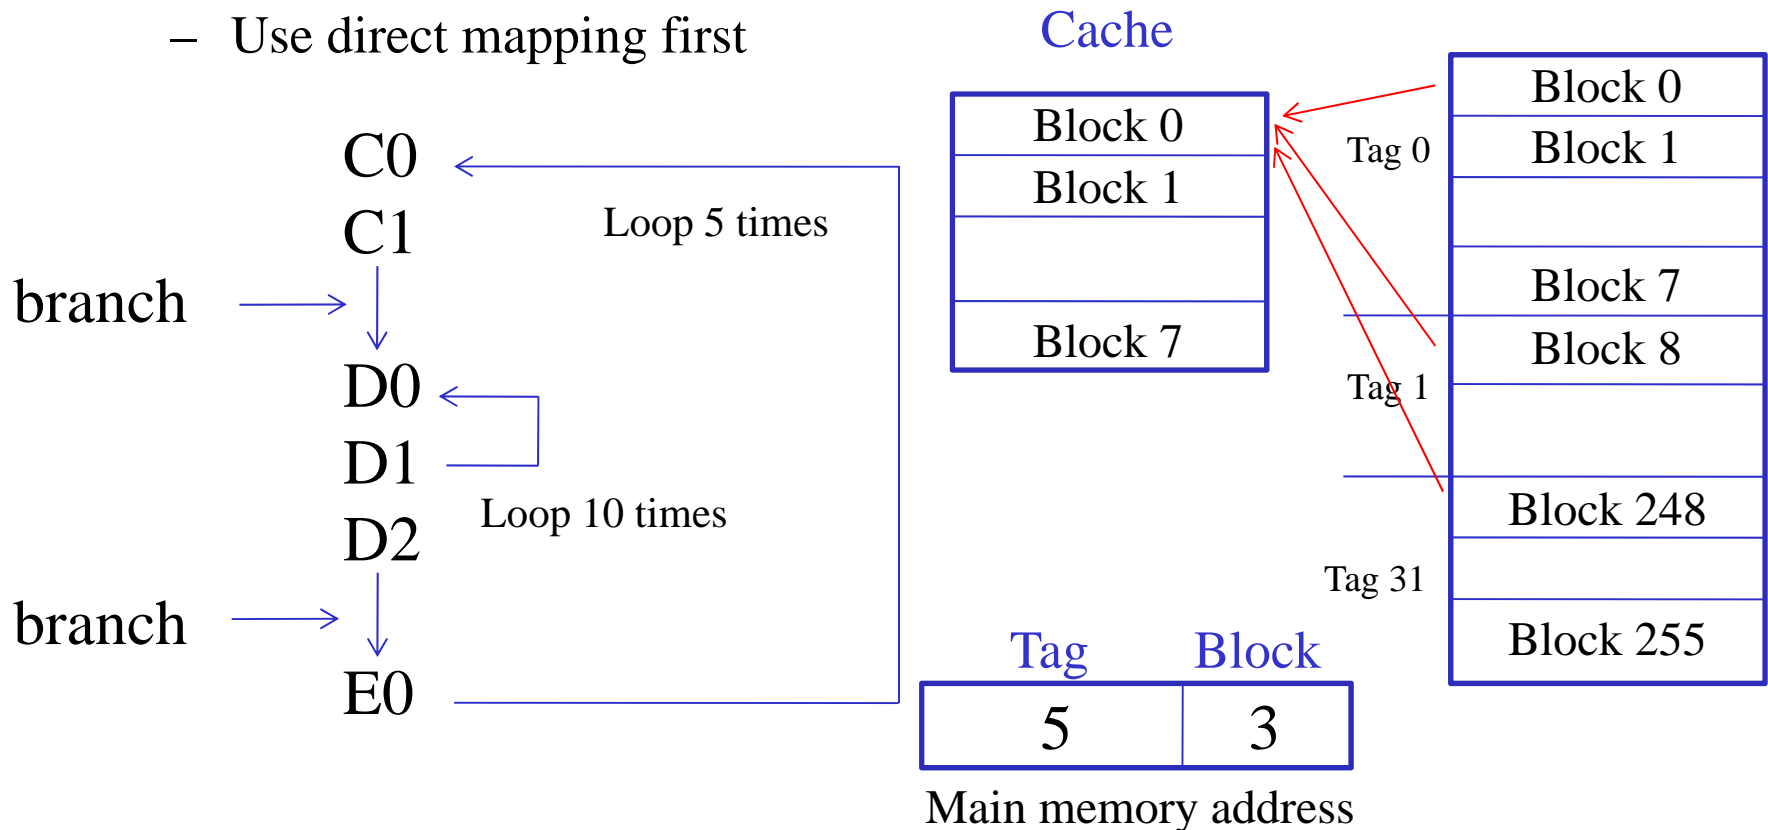 – Use direct mapping first
C0
C1
Loop 5 times
branch
D0
D1
Loop 10 times
D2
branch
E0
Cache
Block 0
Block 1
Block 7
Tag 0
Tag 1
Tag 31
Block 0
Block 1
Block 7
Block 8
Block 248
Block 255
Tag Block
5 3
Main memory address